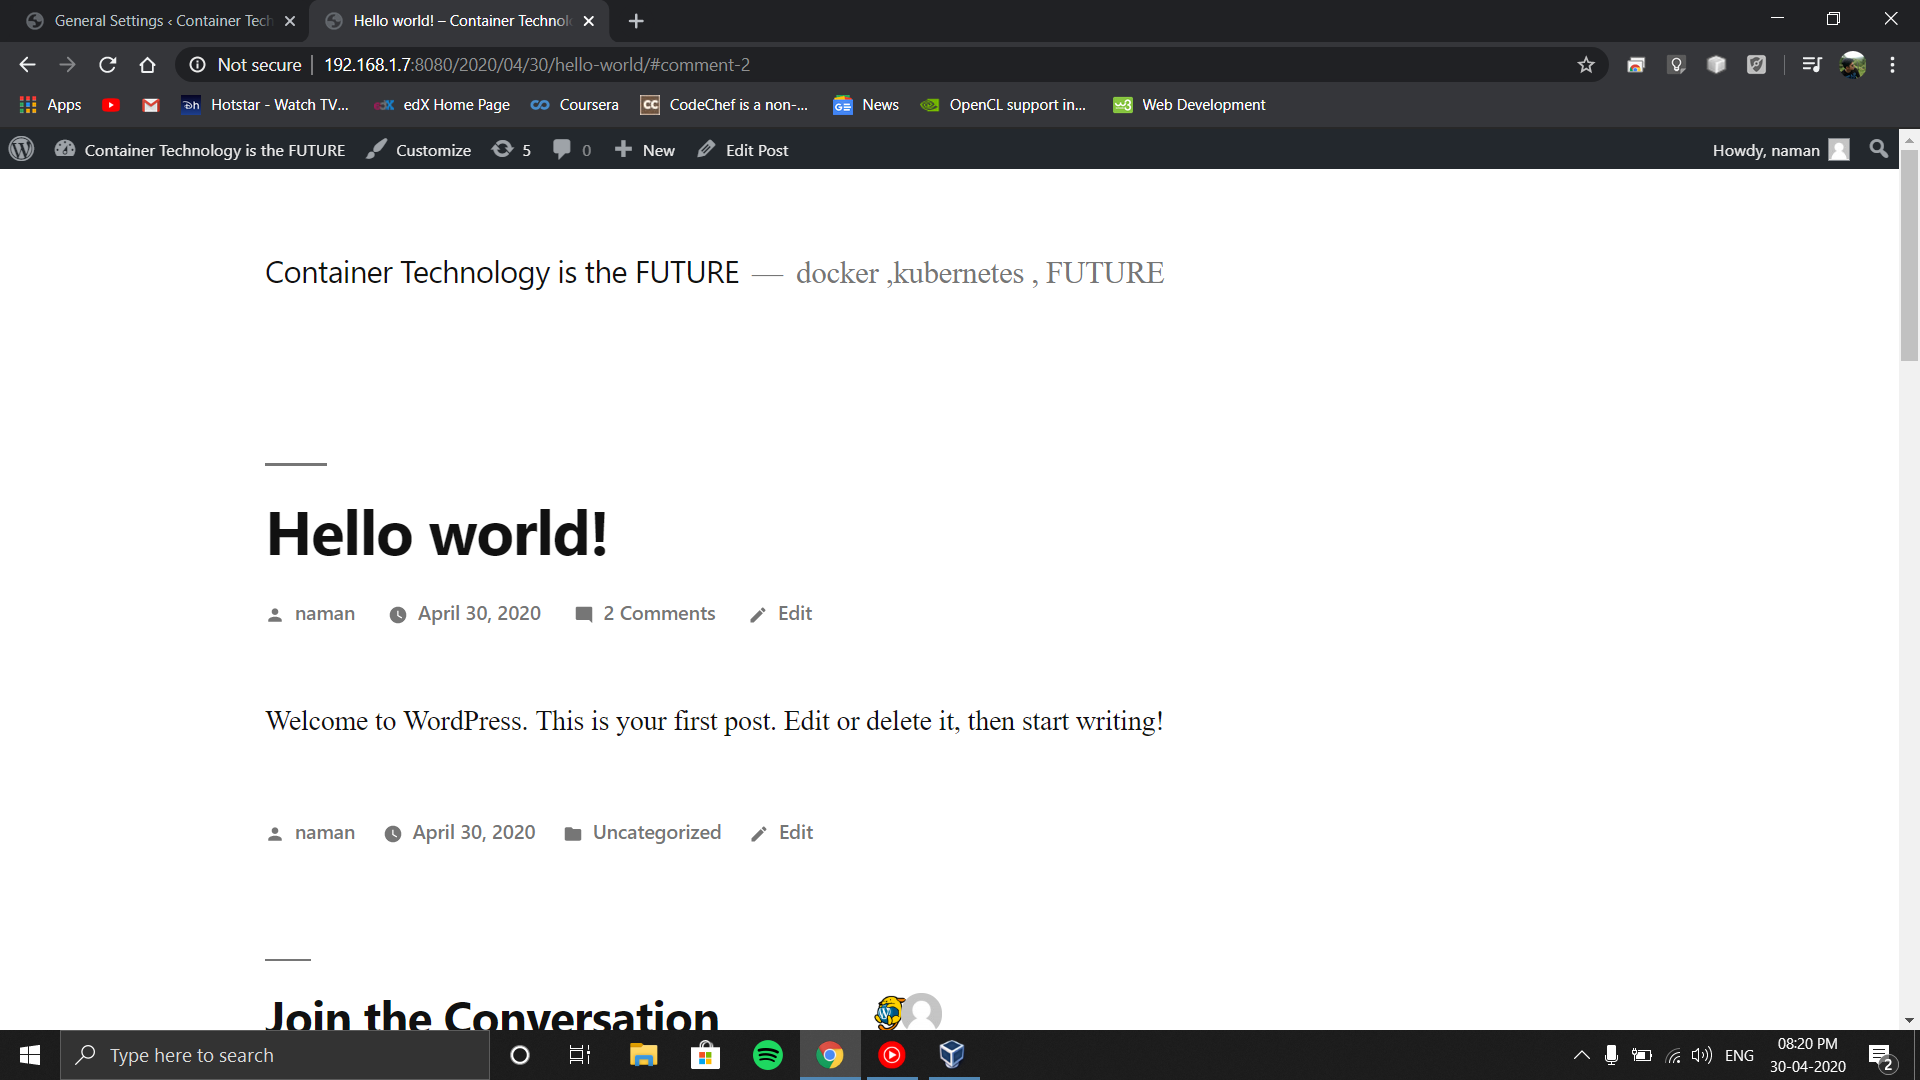 General Settings ‹ Container Tech
Hello world! – Container Technol
Not secure
192.168.1.7:8080/2020/04/30/hello-world/#comment-2
Apps
Hotstar - Watch TV...
edX Home Page
Coursera
CodeChef is a non-...
News
OpenCL support in...
Web Development
Container Technology is the FUTURE
Customize
5
0
New
Edit Post
Howdy, naman
Container Technology is the FUTURE — docker ,kubernetes , FUTURE
Hello world!
naman
April 30, 2020
2 Comments
Edit
Welcome to WordPress. This is your first post. Edit or delete it, then start writing!
naman
April 30, 2020
Uncategorized
Edit
Join the Conversation
Type here to search
ENG
08:20 PM
30-04-2020
2